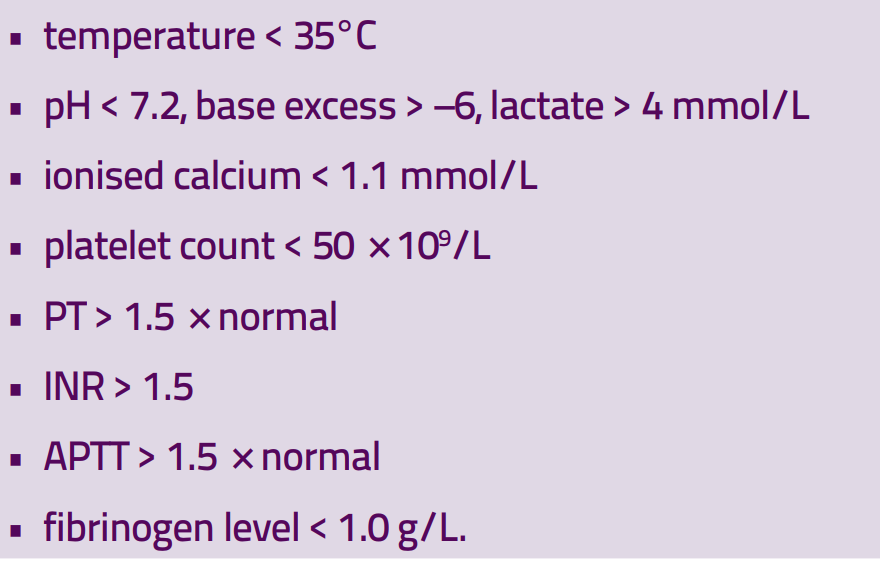 ▪ temperature < 35°C
▪ pH < 7.2, base excess > –6, lactate > 4 mmol/L
▪ ionised calcium < 1.1 mmol/L
▪ platelet count < 50 × 10⁹/L
▪ PT > 1.5 × normal
▪ INR > 1.5
▪ APTT > 1.5 × normal
▪ fibrinogen level < 1.0 g/L.